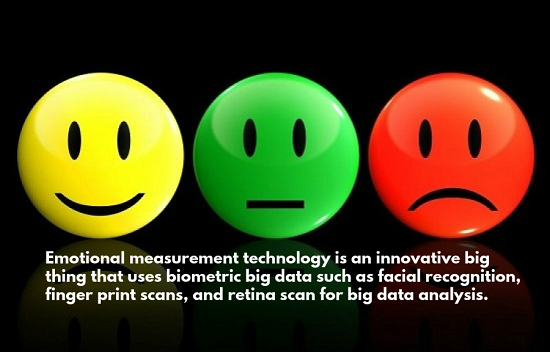 Emotional measurement technology is an innovative big
thing that uses biometric big data such as facial recognition,
finger print scans, and retina scan for big data analysis.